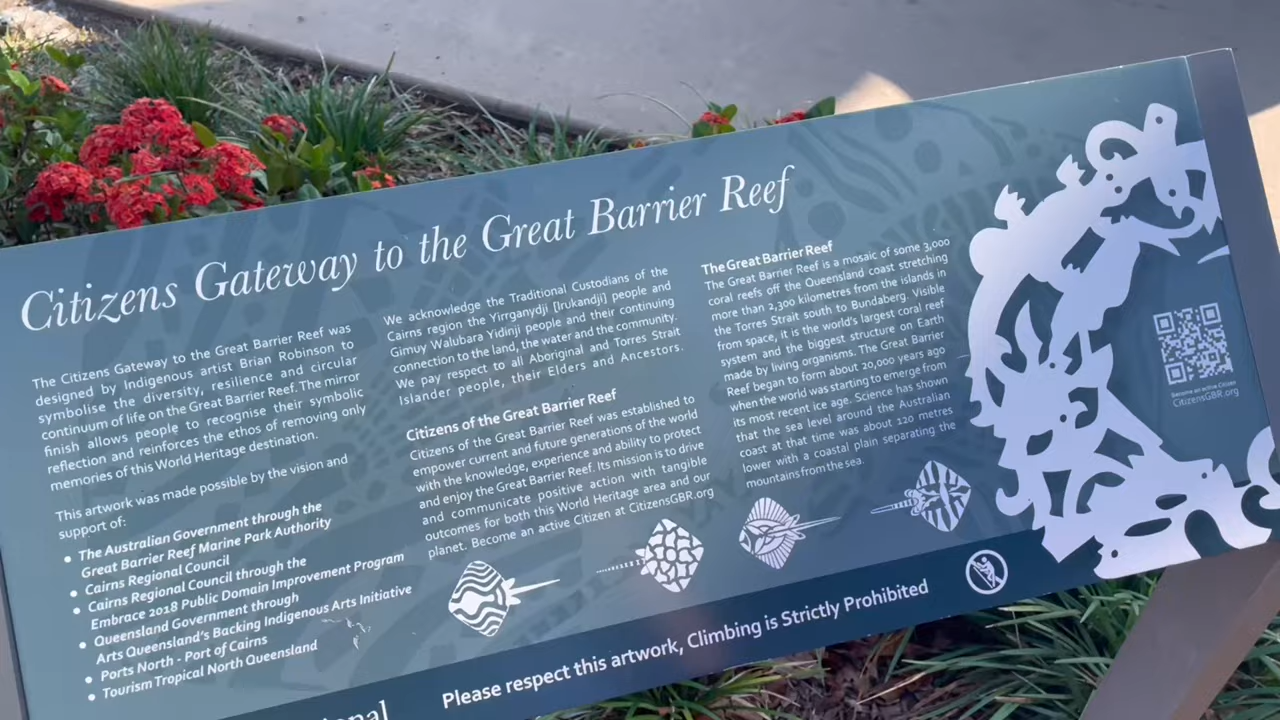 Citizens Gateway to the Great Barrier Reef
The Citizens Gateway to the Great Barrier Reef was
designed by Indigenous artist Brian Robinson to
symbolise the diversity, resilience and circular
continuum of life on the Great Barrier Reef. The mirror
finish allows people to recognise their symbolic
reflection and reinforces the ethos of removing only
memories of this World Heritage destination.
This artwork was made possible by the vision and
support of:
• The Australian Government through the
Great Barrier Reef Marine Park Authority
• Cairns Regional Council
• Cairns Regional Council through the
Embrace 2018 Public Domain Improvement Program
• Queensland Government through
Arts Queensland's Backing Indigenous Arts Initiative
• Ports North - Port of Cairns
• Tourism Tropical North Queensland
We acknowledge the Traditional Custodians of the
Cairns region the Yirrganydji [Irukandji] people and
Gimuy Walubara Yidinji people and their continuing
connection to the land, the water and the community.
We pay respect to all Aboriginal and Torres Strait
Islander people, their Elders and Ancestors.
Citizens of the Great Barrier Reef
Citizens of the Great Barrier Reef was established to
empower current and future generations of the world
with the knowledge, experience and ability to protect
and enjoy the Great Barrier Reef. Its mission is to drive
and communicate positive action with tangible
outcomes for both this World Heritage area and our
planet. Become an active Citizen at CitizensGBR.org
The Great Barrier Reef
The Great Barrier Reef is a mosaic of some 3,000
coral reefs off the Queensland coast stretching
more than 2,300 kilometres from the islands in
the Torres Strait south to Bundaberg. Visible
from space, it is the world's largest coral reef
system and the biggest structure on Earth
made by living organisms. The Great Barrier
Reef began to form about 20,000 years ago
when the world was starting to emerge from
its most recent ice age. Science has shown
that the sea level around the Australian
coast at that time was about 120 metres
lower with a coastal plain separating the
mountains from the sea.
Become an active Citizen
CitizensGBR.org
Please respect this artwork, Climbing is Strictly Prohibited